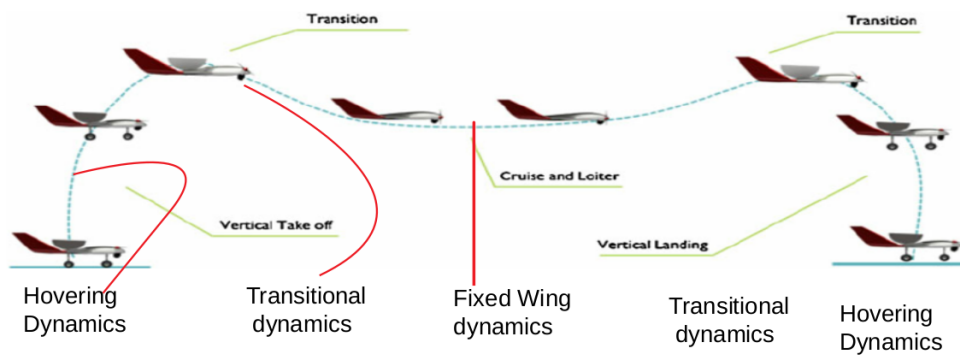 Transition
Transition
Cruise and Loiter
Vertical Take off
Vertical Landing
Hovering
Dynamics
Transitional
dynamics
Fixed Wing
dynamics
Transitional
dynamics
Hovering
Dynamics